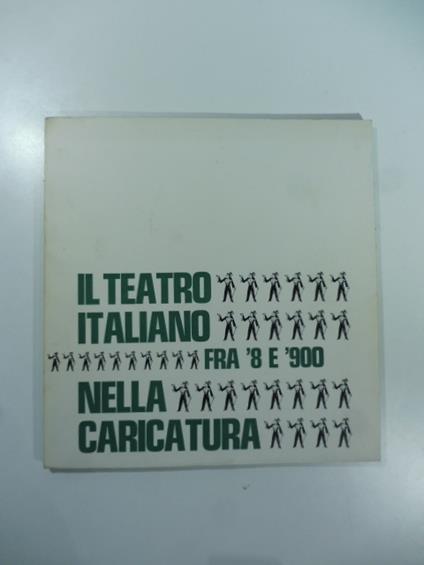 IL TEATRO
ITALIANO
FRA '8 E '900
NELLA
CARICATURA